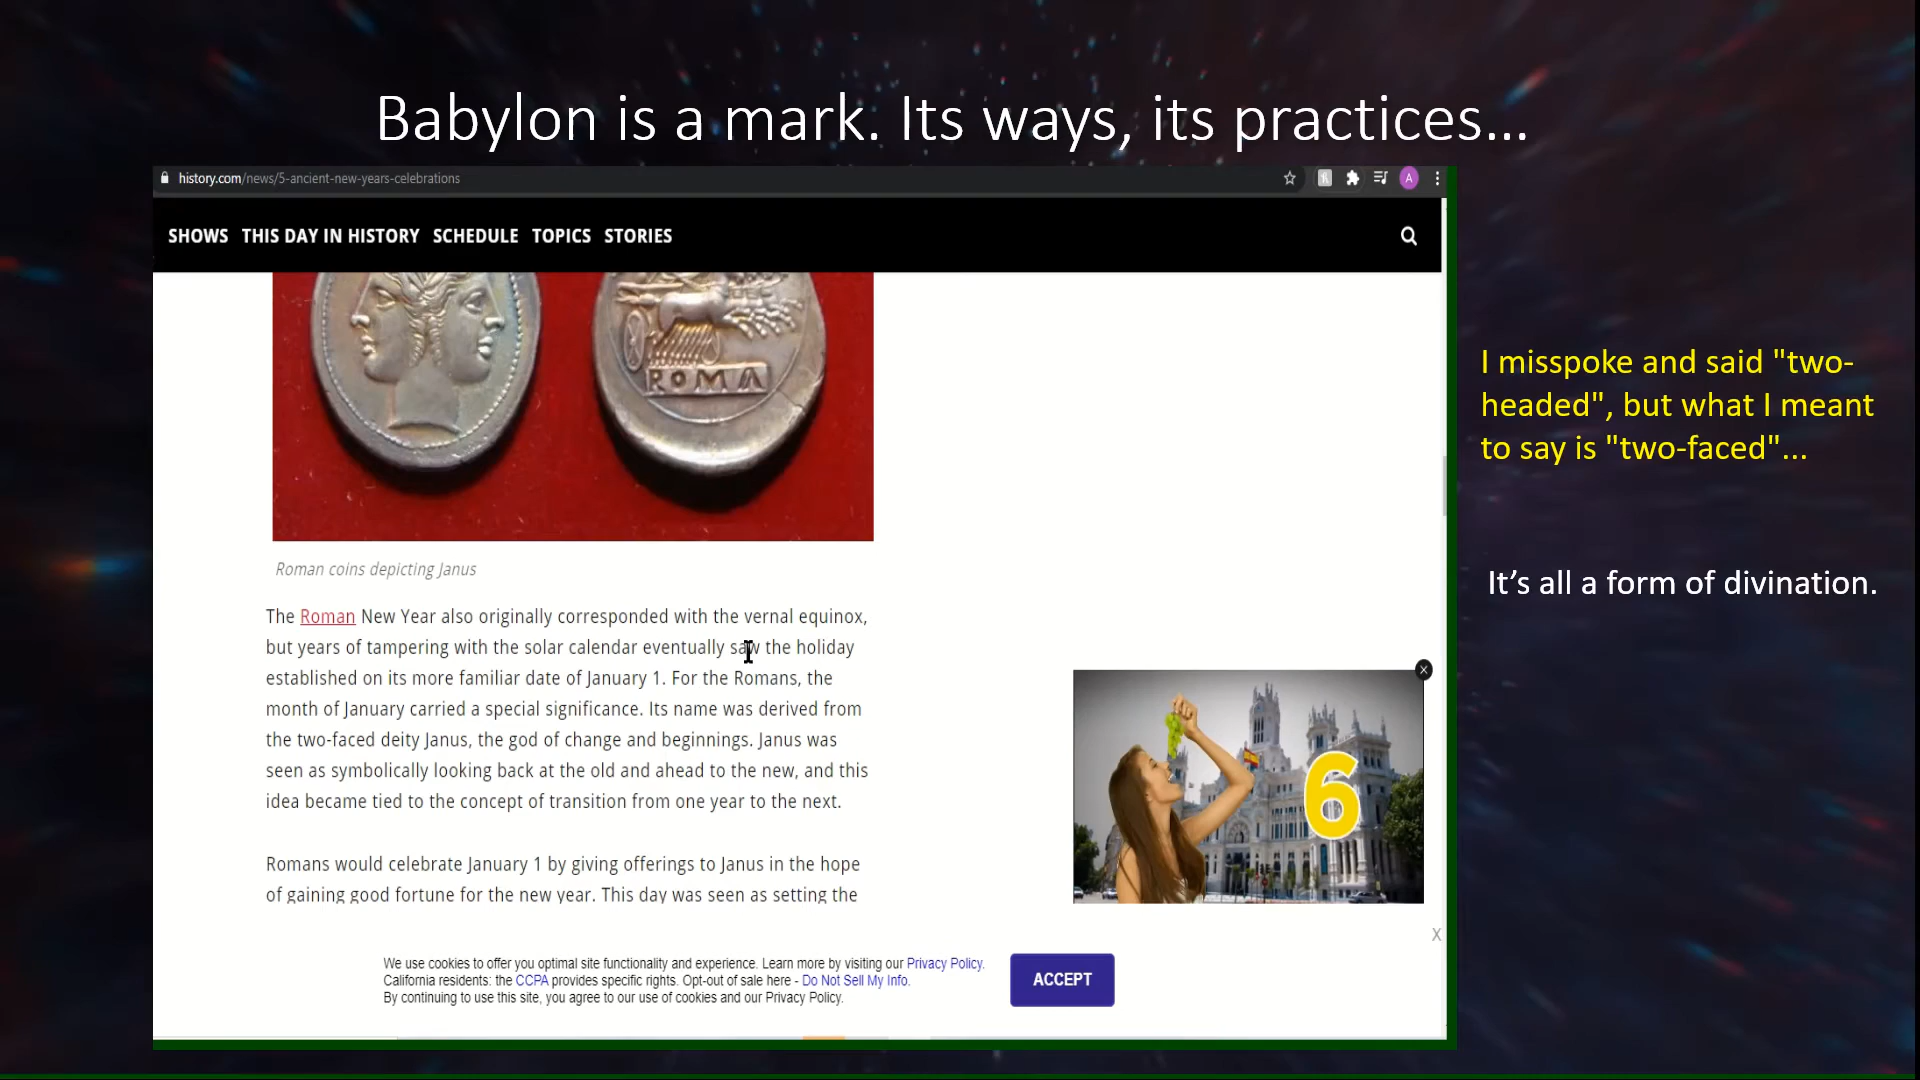 Babylon is a mark. Its ways, its practices...
history.com/news/5-ancient-new-years-celebrations
A
SHOWS THIS DAY IN HISTORY SCHEDULE TOPICS STORIES
ROMA
I misspoke and said "two-
headed", but what I meant
to say is "two-faced"...
It's all a form of divination.
Roman coins depicting Janus
The Roman New Year also originally corresponded with the vernal equinox,
but years of tampering with the solar calendar eventually saw the holiday
established on its more familiar date of January 1. For the Romans, the
month of January carried a special significance. Its name was derived from
the two-faced deity Janus, the god of change and beginnings. Janus was
seen as symbolically looking back at the old and ahead to the new, and this
idea became tied to the concept of transition from one year to the next.
Romans would celebrate January 1 by giving offerings to Janus in the hope
of gaining good fortune for the new year. This day was seen as setting the
6
X
We use cookies to offer you optimal site functionality and experience. Learn more by visiting our Privacy Policy.
California residents: the CCPA provides specific rights. Opt-out of sale here - Do Not Sell My Info.
By continuing to use this site, you agree to our use of cookies and our Privacy Policy.
ACCEPT